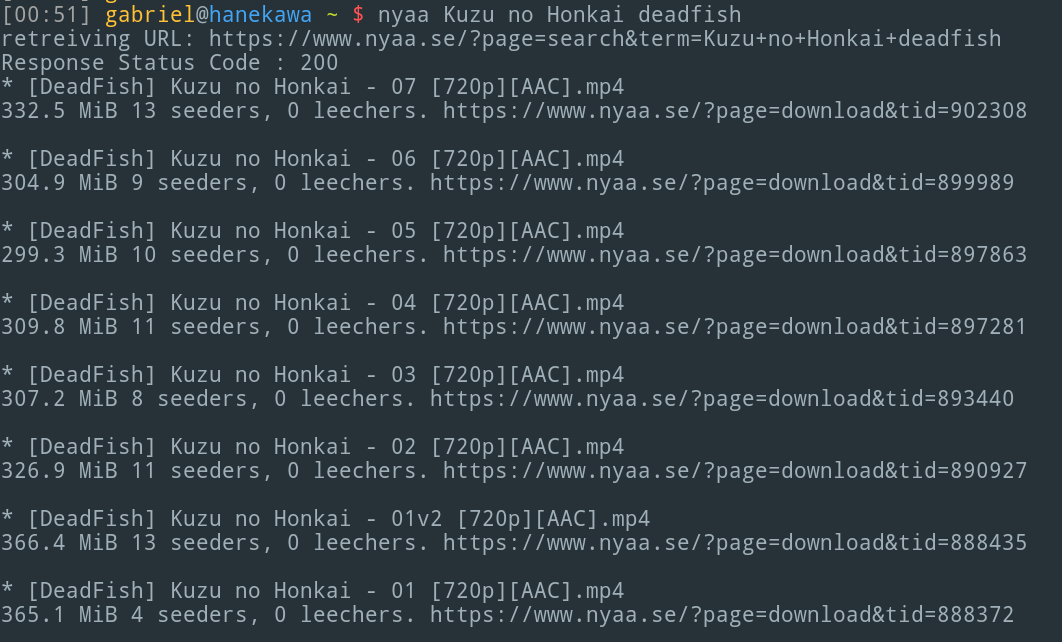 [00:51] gabriel@hanekawa ~ $ nyaa Kuzu no Honkai deadfish
retreiving URL: https://www.nyaa.se/?page=search&term=Kuzu+no+Honkai+deadfish
Response Status Code : 200
* [DeadFish] Kuzu no Honkai - 07 [720p][AAC].mp4
332.5 MiB 13 seeders, 0 leechers. https://www.nyaa.se/?page=download&tid=902308
* [DeadFish] Kuzu no Honkai - 06 [720p][AAC].mp4
304.9 MiB 9 seeders, 0 leechers. https://www.nyaa.se/?page=download&tid=899989
* [DeadFish] Kuzu no Honkai - 05 [720p][AAC].mp4
299.3 MiB 10 seeders, 0 leechers. https://www.nyaa.se/?page=download&tid=897863
* [DeadFish] Kuzu no Honkai - 04 [720p][AAC].mp4
309.8 MiB 11 seeders, 0 leechers. https://www.nyaa.se/?page=download&tid=897281
* [DeadFish] Kuzu no Honkai - 03 [720p][AAC].mp4
307.2 MiB 8 seeders, 0 leechers. https://www.nyaa.se/?page=download&tid=893440
* [DeadFish] Kuzu no Honkai - 02 [720p][AAC].mp4
326.9 MiB 11 seeders, 0 leechers. https://www.nyaa.se/?page=download&tid=890927
* [DeadFish] Kuzu no Honkai - 01v2 [720p][AAC].mp4
366.4 MiB 13 seeders, 0 leechers. https://www.nyaa.se/?page=download&tid=888435
* [DeadFish] Kuzu no Honkai - 01 [720p][AAC].mp4
365.1 MiB 4 seeders, 0 leechers. https://www.nyaa.se/?page=download&tid=888372